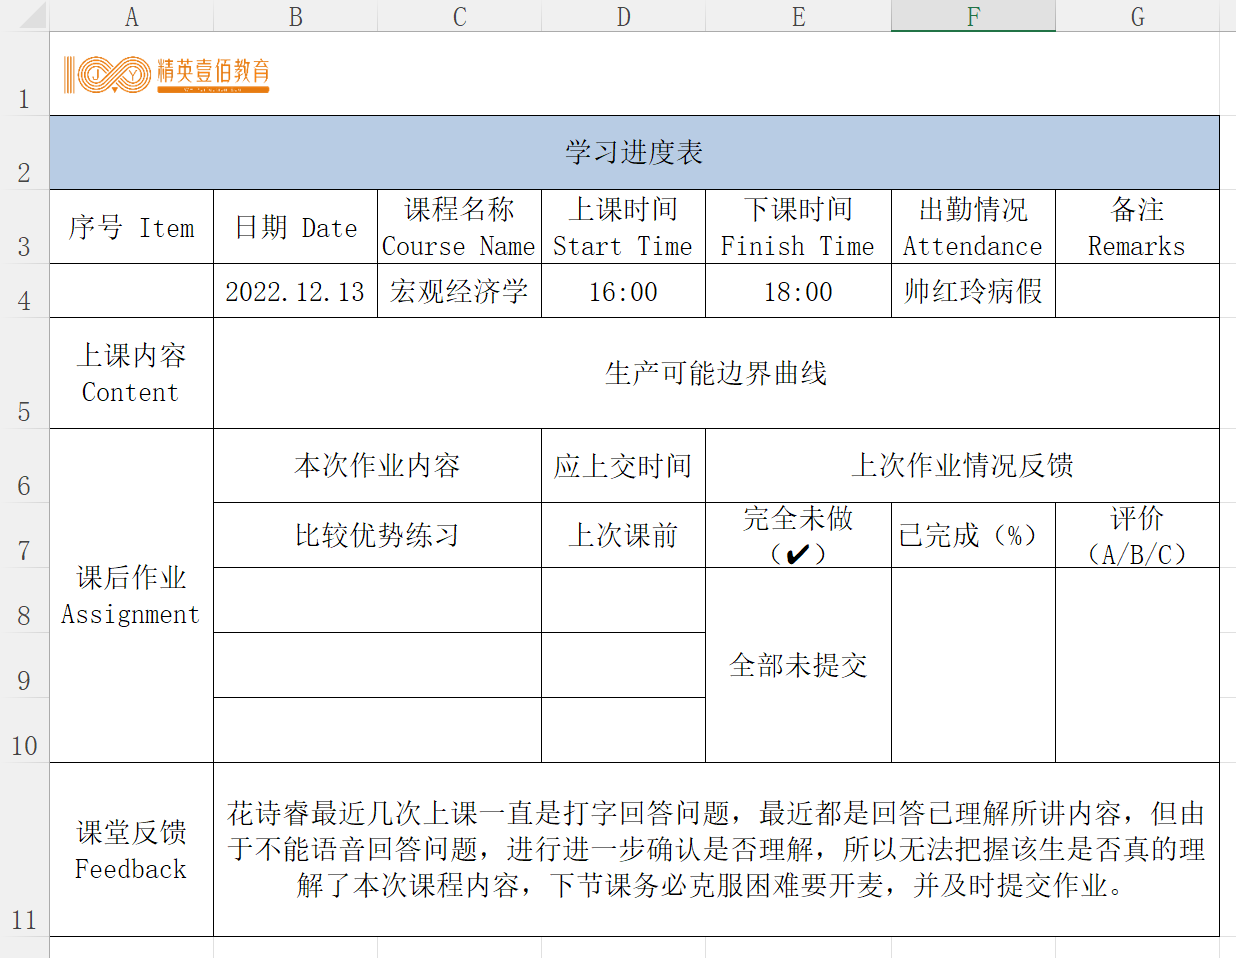 A B C D E F G
1
精英壹佰教育
2 学习进度表
3 序号 Item 日期 Date 课程名称 Course Name 上课时间 Start Time 下课时间 Finish Time 出勤情况 Attendance 备注 Remarks
4 2022.12.13 宏观经济学 16:00 18:00 帅红玲病假
5 上课内容 Content 生产可能边界曲线
6 本次作业内容 应上交时间 上次作业情况反馈
7 比较优势练习 上次课前 完全未做（✔） 已完成（%） 评价（A/B/C）
课后作业
8 Assignment
9 全部未提交
10
课堂反馈
Feedback
花诗睿最近几次上课一直是打字回答问题，最近都是回答已理解所讲内容，但由
于不能语音回答问题，进行进一步确认是否理解，所以无法把握该生是否真的理
解了本次课程内容，下节课务必克服困难要开麦，并及时提交作业。
11